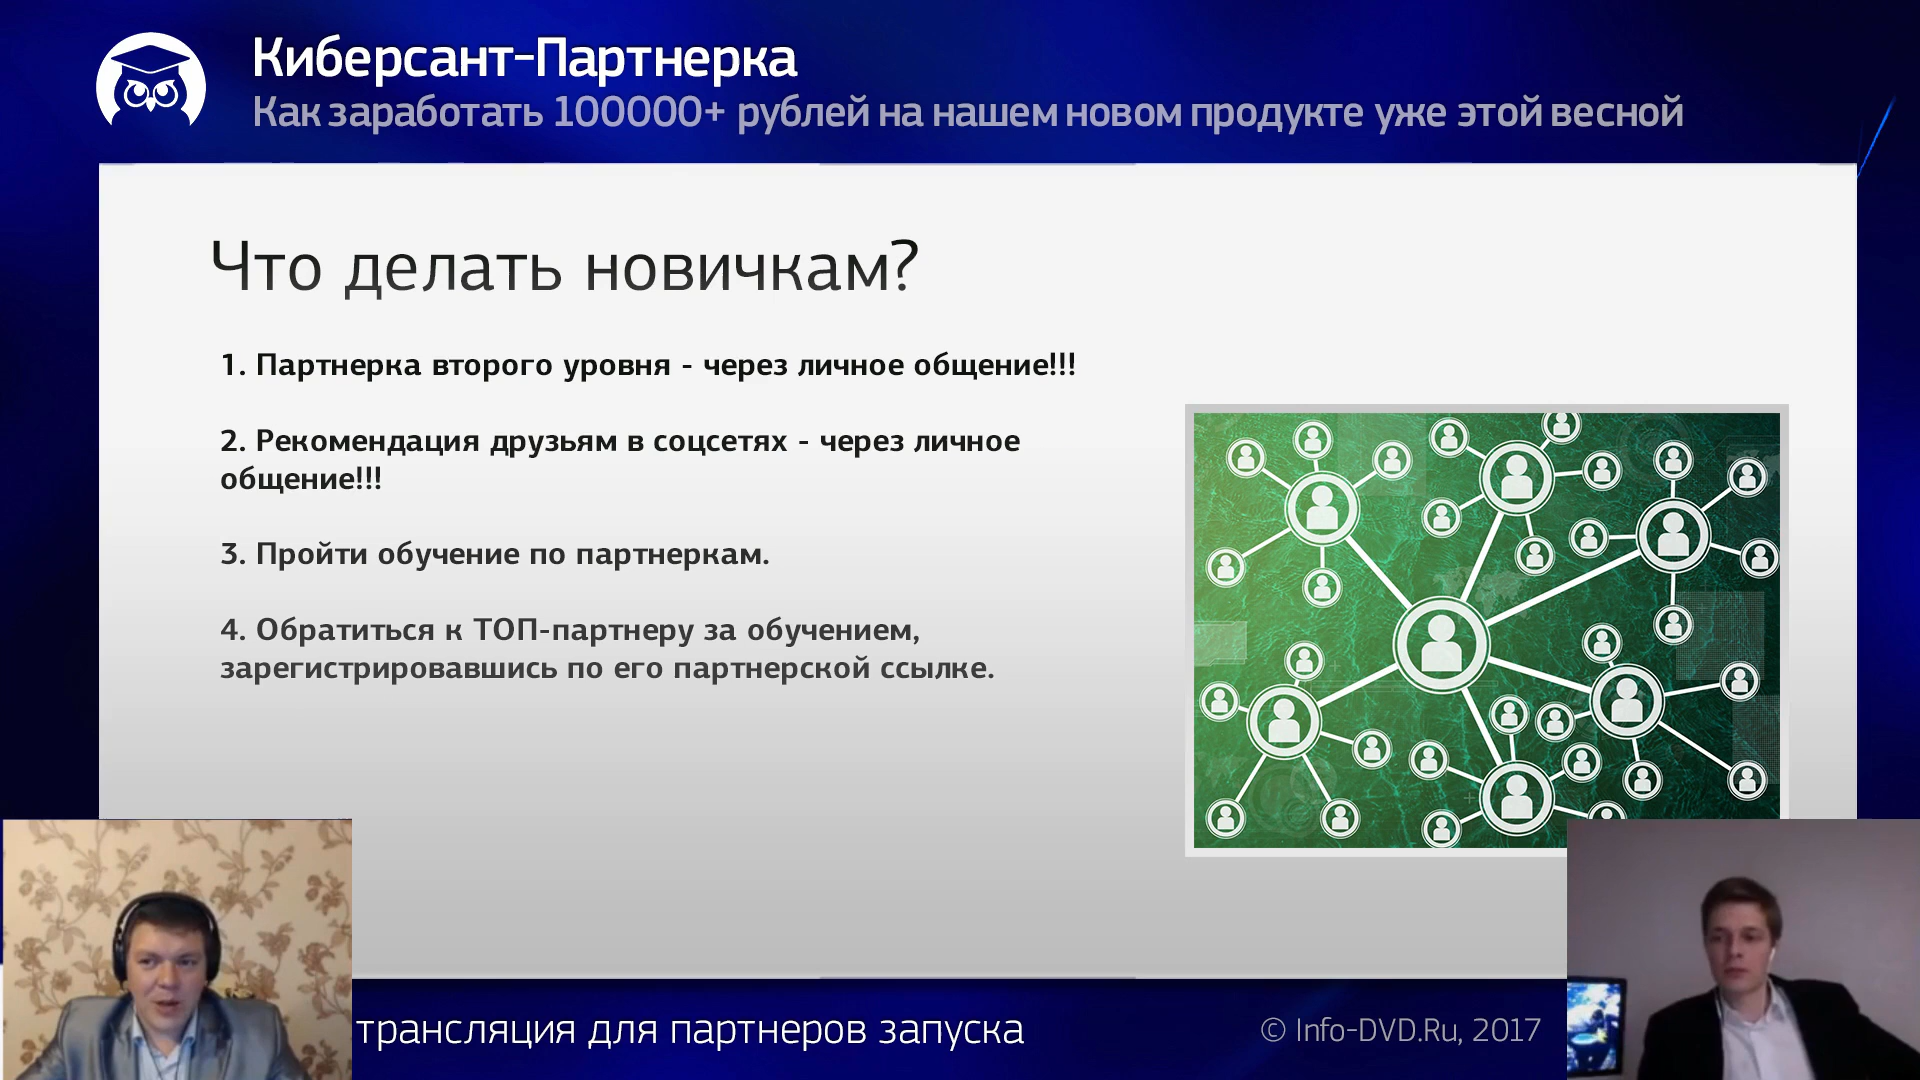 Киберсант-Партнерка
Как заработать 100000+ рублей на нашем новом продукте уже этой весной
Что делать новичкам?
1. Партнерка второго уровня - через личное общение!!!
2. Рекомендация друзьям в соцсетях - через личное
общение!!!
3. Пройти обучение по партнеркам.
4. Обратиться к ТОП-партнеру за обучением,
зарегистрировавшись по его партнерской ссылке.
трансляция для партнеров запуска
© Info-DVD.Ru, 2017